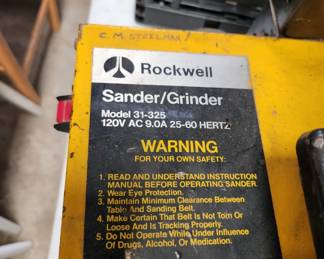 C. M. STEELMAN
Rockwell
Sander/Grinder
Model 31-325
120V AC 9.0A 25-60 HERTZ
WARNING
FOR YOUR OWN SAFETY:
1. READ AND UNDERSTAND INSTRUCTION
MANUAL BEFORE OPERATING SANDER.
2. Wear Eye Protection.
3. Maintain Minimum Clearance Between
Table And Sanding Belt.
4. Make Certain That Belt Is Not Torn Or
Loose And Is Tracking Properly.
5. Do Not Operate While Under Influence
Of Drugs, Alcohol, Or Medication.